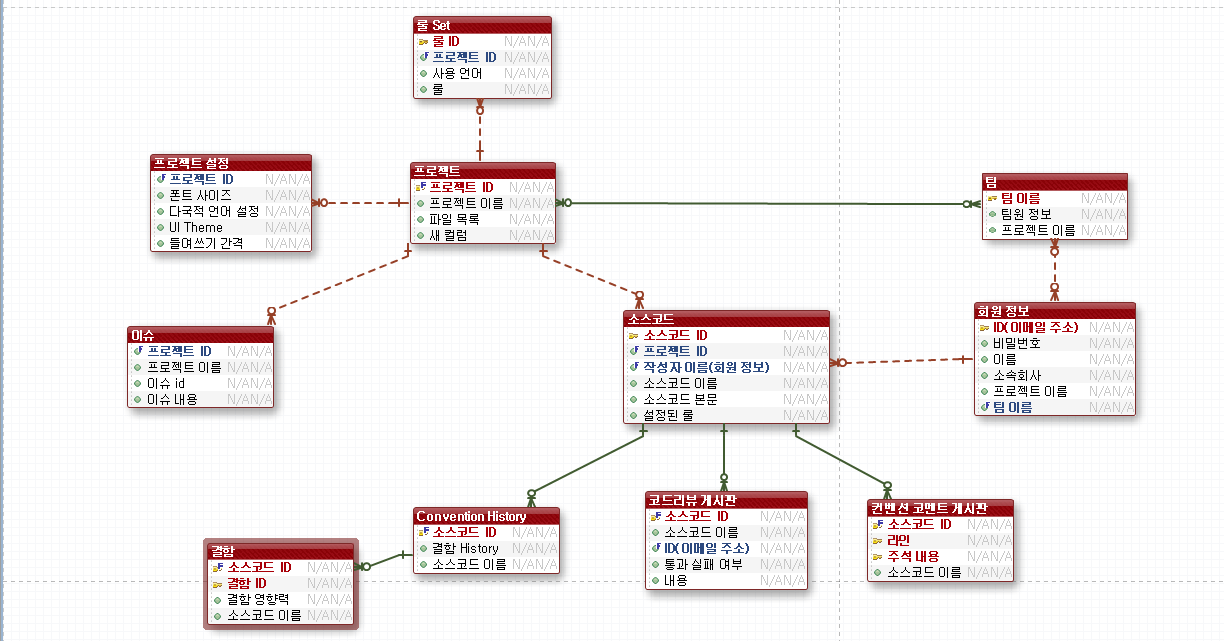 룰 Set
룰 ID N/A N/A
프로젝트 ID N/A N/A
사용 언어 N/A N/A
룰 N/A N/A
프로젝트 설정
프로젝트 ID N/A N/A
폰트 사이즈 N/A N/A
다국적 언어 설정 N/A N/A
UI Theme N/A N/A
들여쓰기 간격 N/A N/A
프로젝트
프로젝트 ID N/A N/A
프로젝트 이름 N/A N/A
파일 목록 N/A N/A
새 컬럼 N/A N/A
팀
팀 이름 N/A N/A
팀원 정보 N/A N/A
프로젝트 이름 N/A N/A
이슈
프로젝트 ID N/A N/A
프로젝트 이름 N/A N/A
이슈 id N/A N/A
이슈 내용 N/A N/A
소스코드
소스코드 ID N/A N/A
프로젝트 ID N/A N/A
작성자 이름(회원 정보) N/A N/A
소스코드 이름 N/A N/A
소스코드 본문 N/A N/A
설정된 룰 N/A N/A
회원 정보
ID(이메일 주소) N/A N/A
비밀번호 N/A N/A
이름 N/A N/A
소속회사 N/A N/A
프로젝트 이름 N/A N/A
팀 이름 N/A N/A
결함
소스코드 ID N/A N/A
결함 ID N/A N/A
결함 영향력 N/A N/A
소스코드 이름 N/A N/A
Convention History
소스코드 ID N/A N/A
결함 History N/A N/A
소스코드 이름 N/A N/A
코드리뷰 게시판
소스코드 ID N/A N/A
소스코드 이름 N/A N/A
ID(이메일 주소) N/A N/A
통과 실패 여부 N/A N/A
내용 N/A N/A
컨벤션 코멘트 게시판
소스코드 ID N/A N/A
라인 N/A N/A
주석 내용 N/A N/A
소스코드 이름 N/A N/A